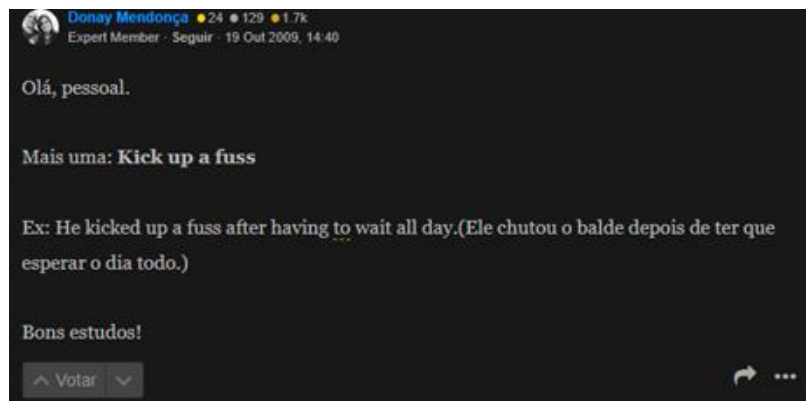 Donay Mendonça 24 129 1.7k
Expert Member · Seguir · 19 Out 2009, 14:40
Olá, pessoal.
Mais uma: Kick up a fuss
Ex: He kicked up a fuss after having to wait all day.(Ele chutou o balde depois de ter que
esperar o dia todo.)
Bons estudos!
Votar